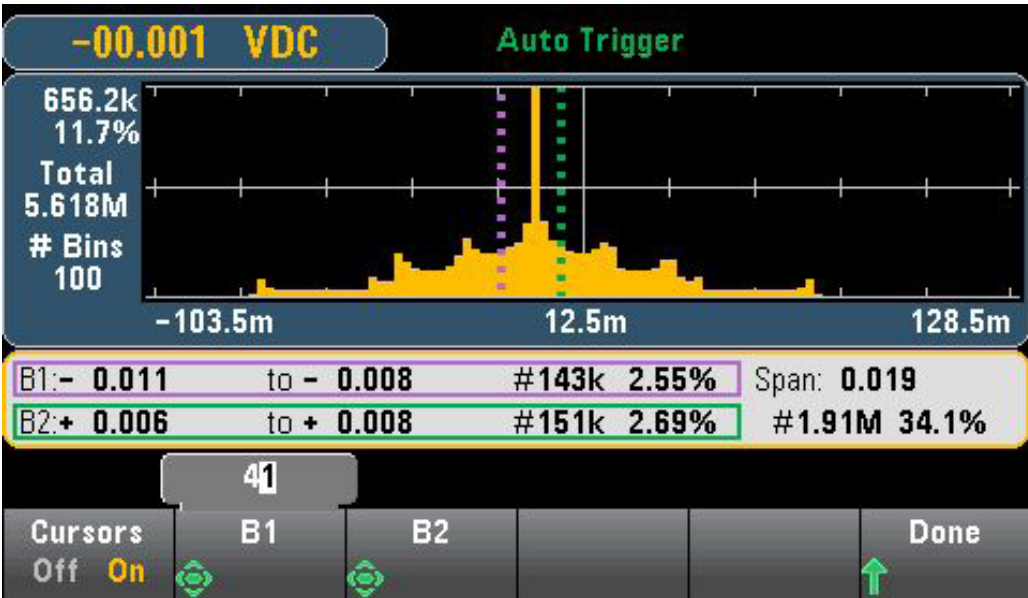 -00.001 VDC Auto Trigger
656.2k
11.7%
Total
5.618M
# Bins
100
-103.5m 12.5m 128.5m
B1:- 0.011 to - 0.008 #143k 2.55% Span: 0.019
B2:+ 0.006 to + 0.008 #151k 2.69% #1.91M 34.1%
41
Cursors B1 B2 Done
Off On